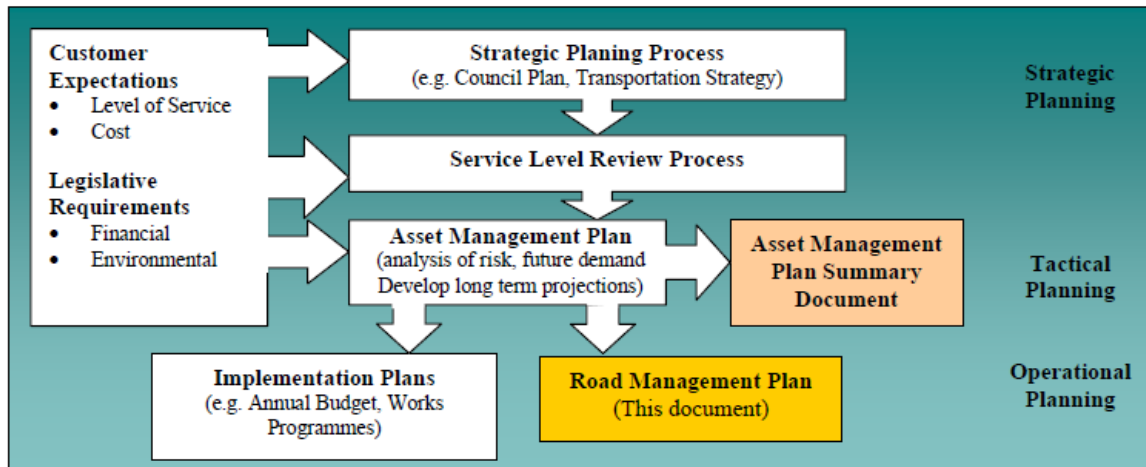 Customer
Expectations
• Level of Service
• Cost
Legislative
Requirements
• Financial
• Environmental
Strategic Planing Process
(e.g. Council Plan, Transportation Strategy)
Strategic
Planning
Service Level Review Process
Asset Management Plan
(analysis of risk, future demand
Develop long term projections)
Asset Management
Plan Summary
Document
Tactical
Planning
Implementation Plans
(e.g. Annual Budget, Works
Programmes)
Road Management Plan
(This document)
Operational
Planning